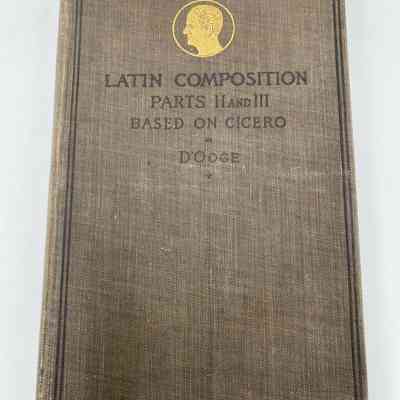 LATIN COMPOSITION
PARTS II AND III
BASED ON CICERO
D'OOGE